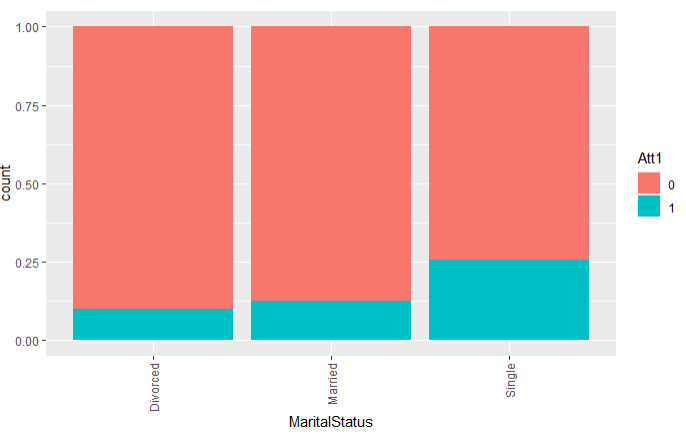 1.00
0.75
0.50
0.25
0.00
count
Divorced
Married
Single
MaritalStatus
Att1
0
1